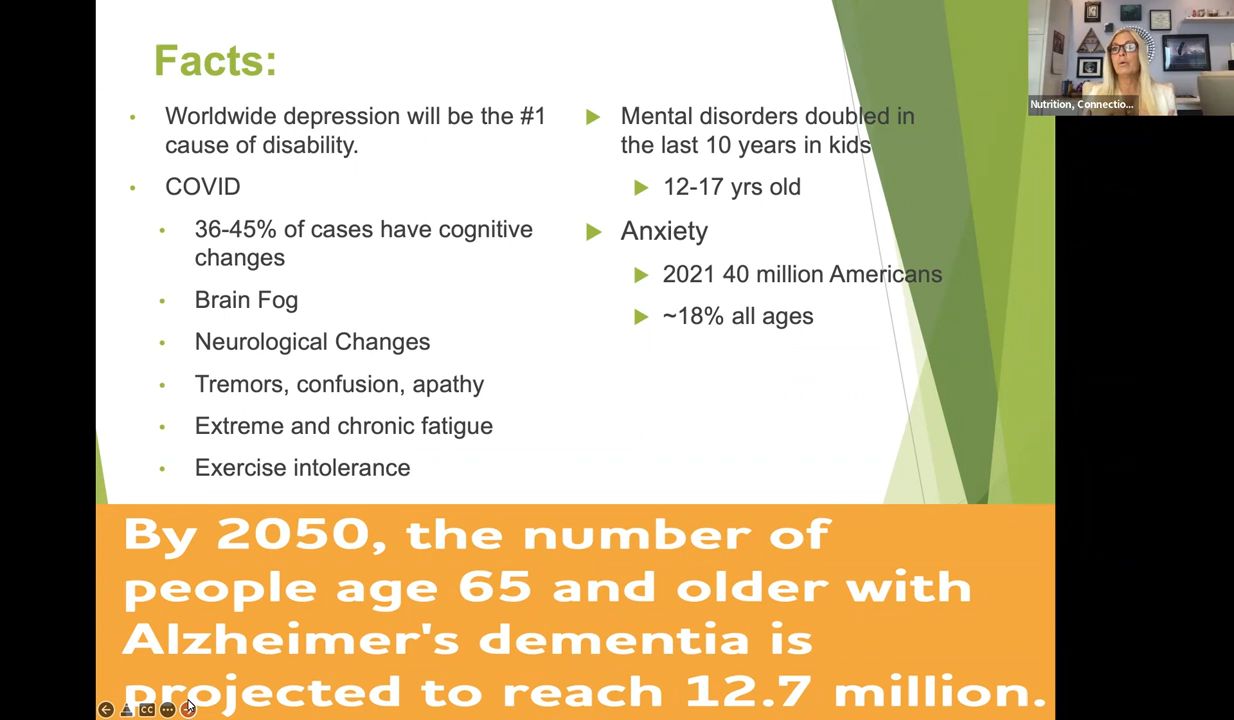 Facts:
Worldwide depression will be the #1
cause of disability.
COVID
36-45% of cases have cognitive
changes
Brain Fog
Neurological Changes
Tremors, confusion, apathy
Extreme and chronic fatigue
Exercise intolerance
Mental disorders doubled in
the last 10 years in kids
12-17 yrs old
Anxiety
2021 40 million Americans
~18% all ages
By 2050, the number of
people age 65 and older with
Alzheimer's dementia is
projected to reach 12.7 million.
Nutrition, Connectio...
CC